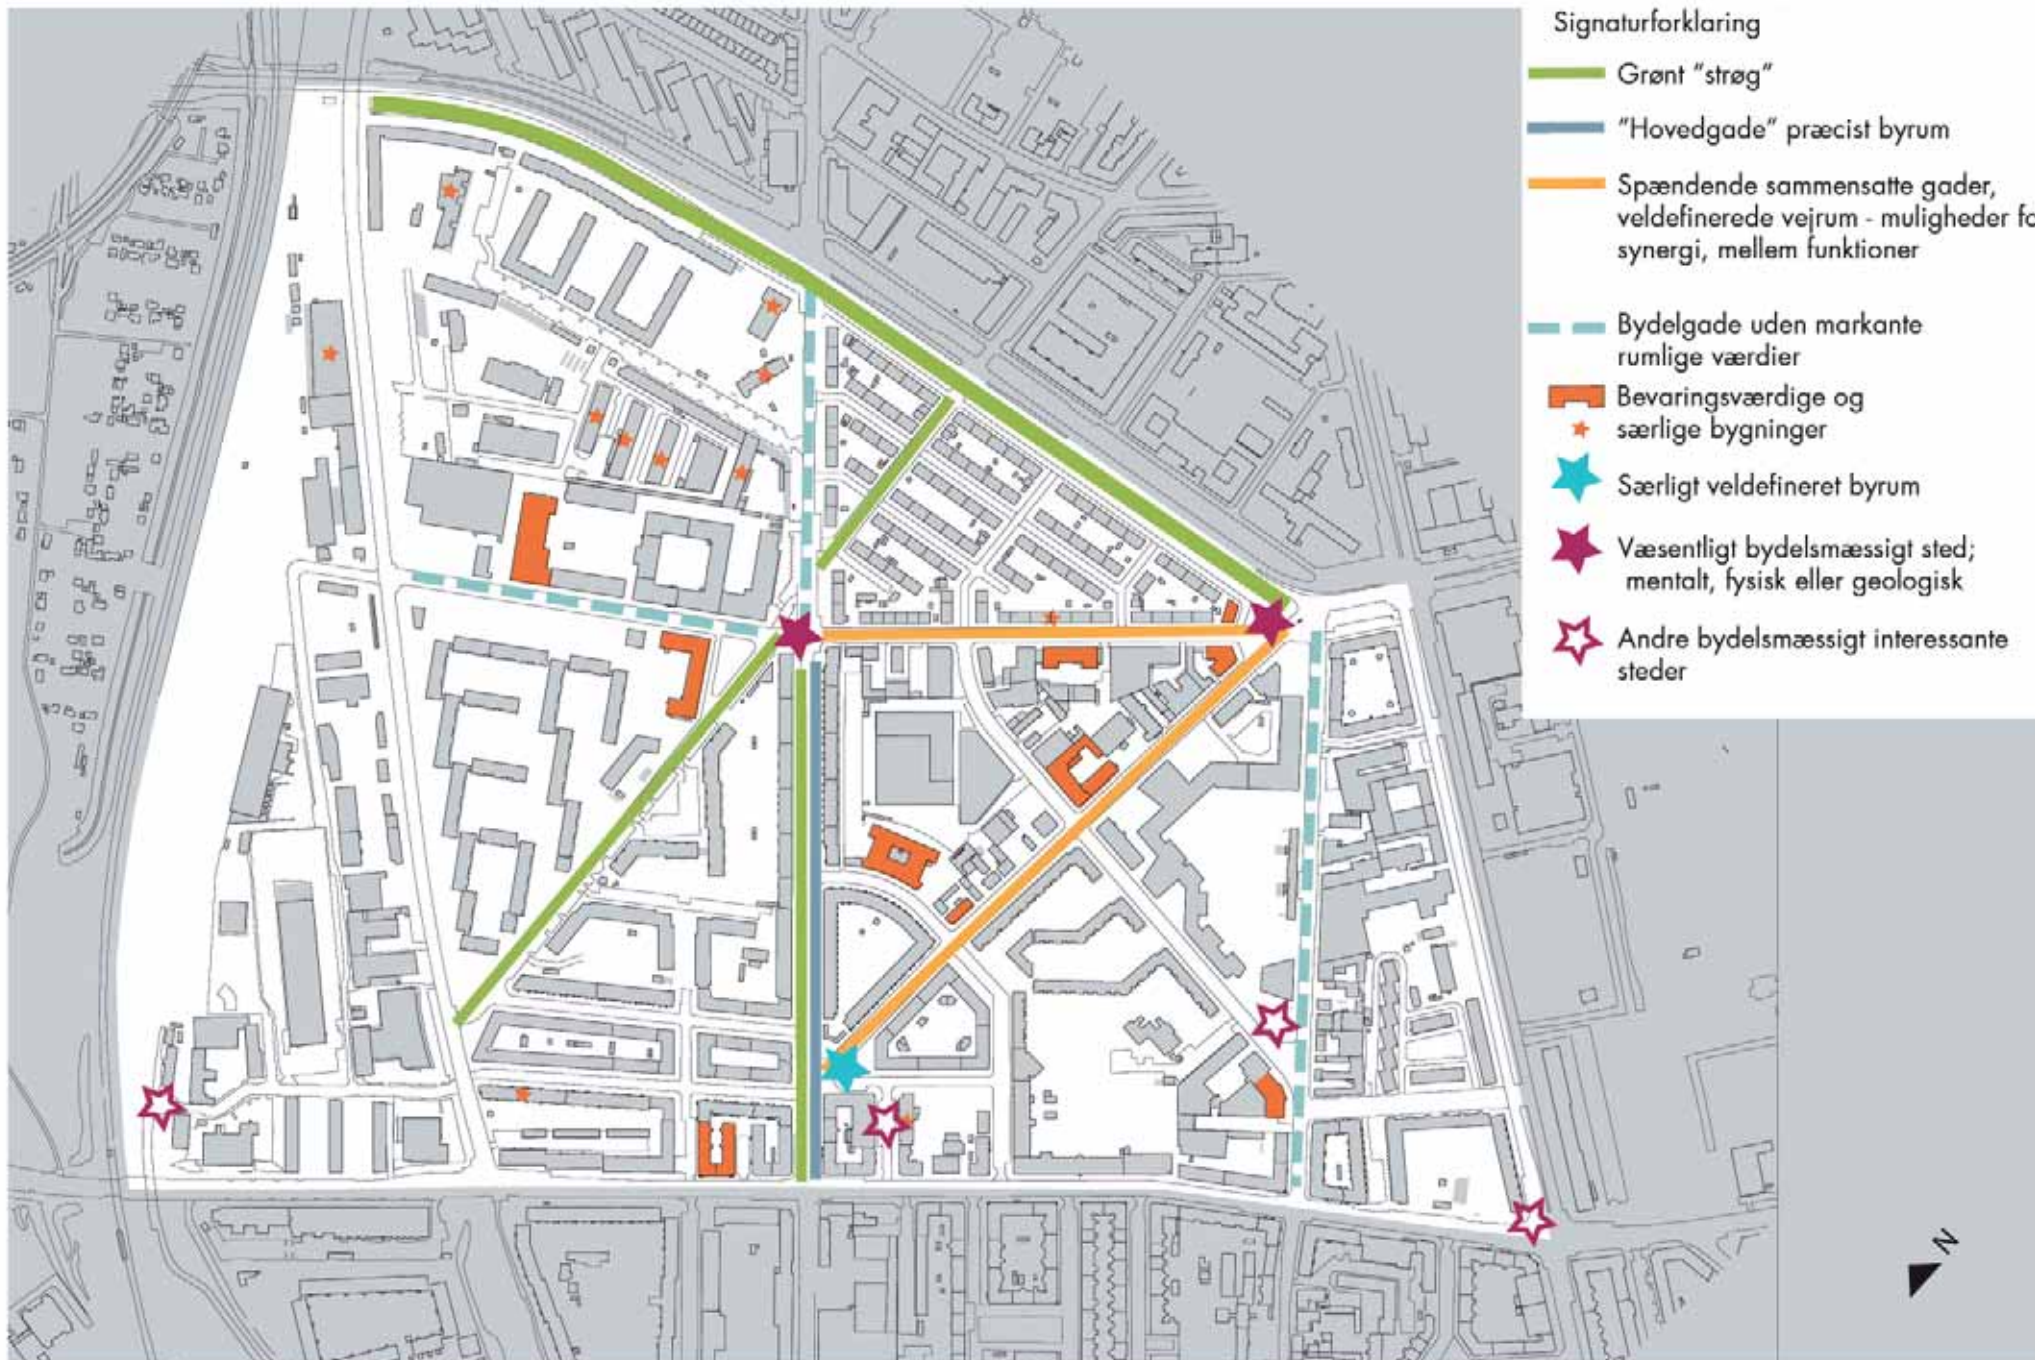 Signaturforklaring
Grønt "strøg"
"Hovedgade" præcist byrum
Spændende sammensatte gader,
veldefinerede vejrum - muligheder fo
synergi, mellem funktioner
Bydelgade uden markante
rumlige værdier
Bevaringsværdige og
særlige bygninger
Særligt veldefineret byrum
Væsentligt bydelsmæssigt sted;
mentalt, fysisk eller geologisk
Andre bydelsmæssigt interessante
steder
N